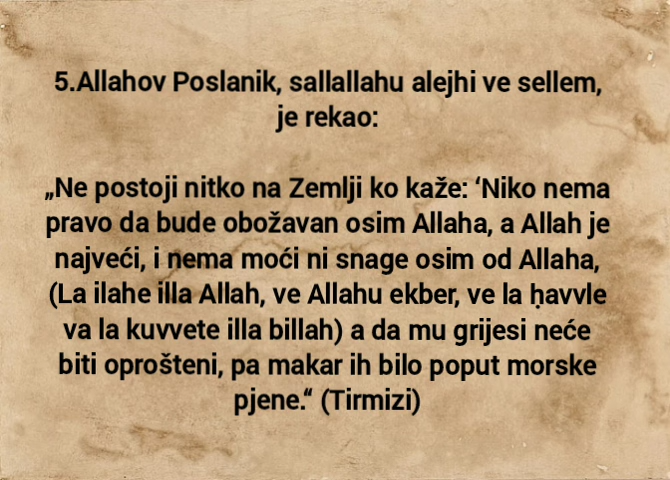 5.Allahov Poslanik, sallallahu alejhi ve sellem,
je rekao:
„Ne postoji nitko na Zemlji ko kaže: ‘Niko nema
pravo da bude obožavan osim Allaha, a Allah je
najveći, i nema moći ni snage osim od Allaha,
(La ilahe illa Allah, ve Allahu ekber, ve la ḥavvle
va la kuvvete illa billah) a da mu grijesi neće
biti oprošteni, pa makar ih bilo poput morske
pjene.“ (Tirmizi)